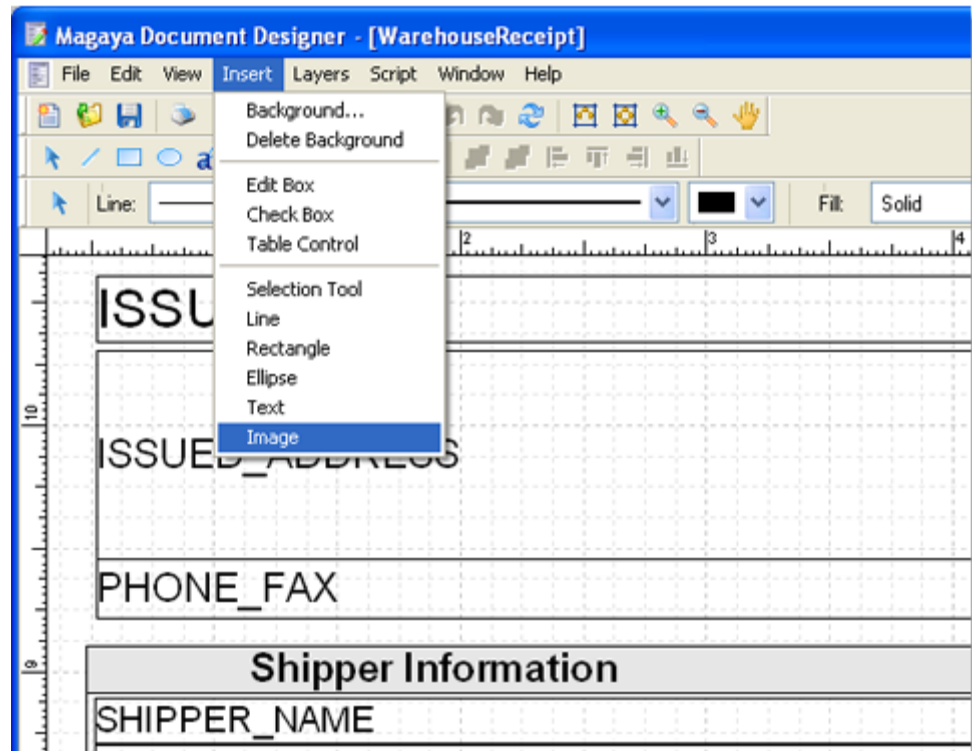 Magaya Document Designer - [WarehouseReceipt]
File Edit View Insert Layers Script Window Help
Background...
Delete Background
a
Edit Box
Line:
Check Box
Fill:
Solid
Table Control
2
3
4
Selection Tool
ISSU
Line
Rectangle
Ellipse
Text
10
Image
ISSUED_ADDRESS
PHONE_FAX
9
Shipper Information
SHIPPER_NAME